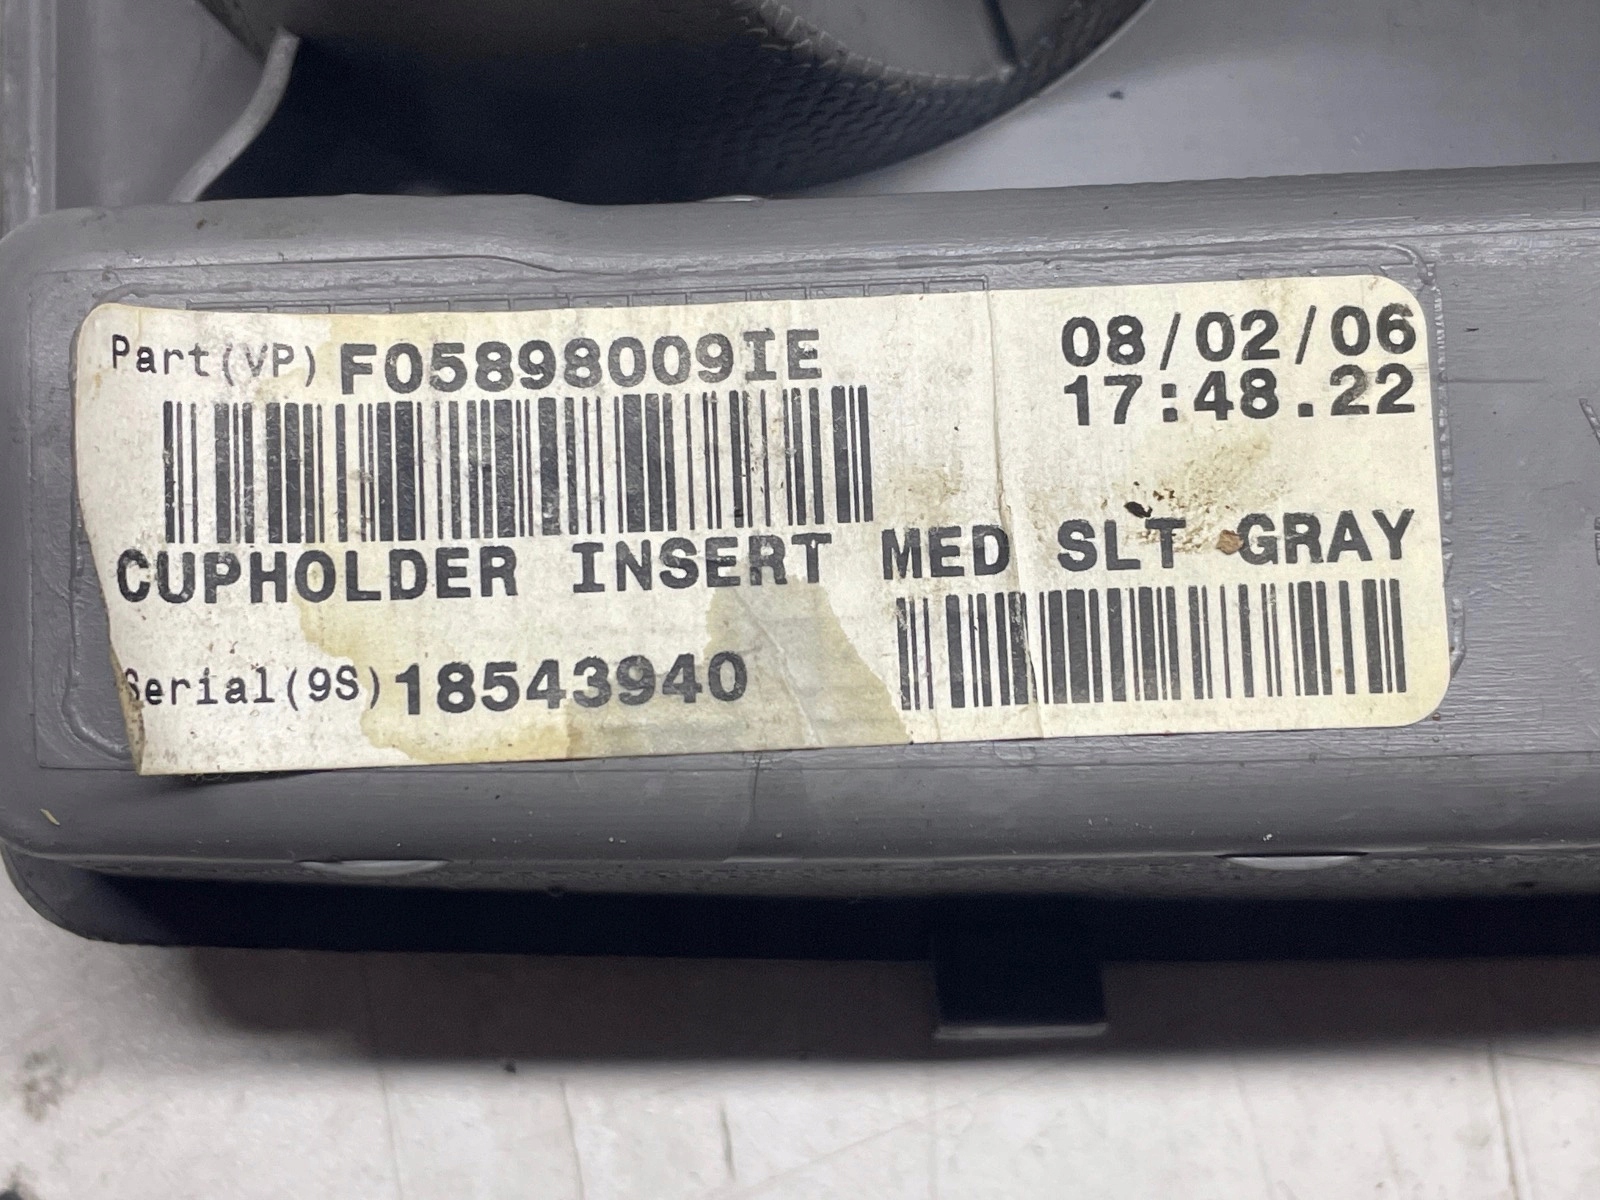 Part(VP) F05898009IE
08/02/06
17:48.22
CUPHOLDER INSERT MED SLT GRAY
Serial(9S) 18543940